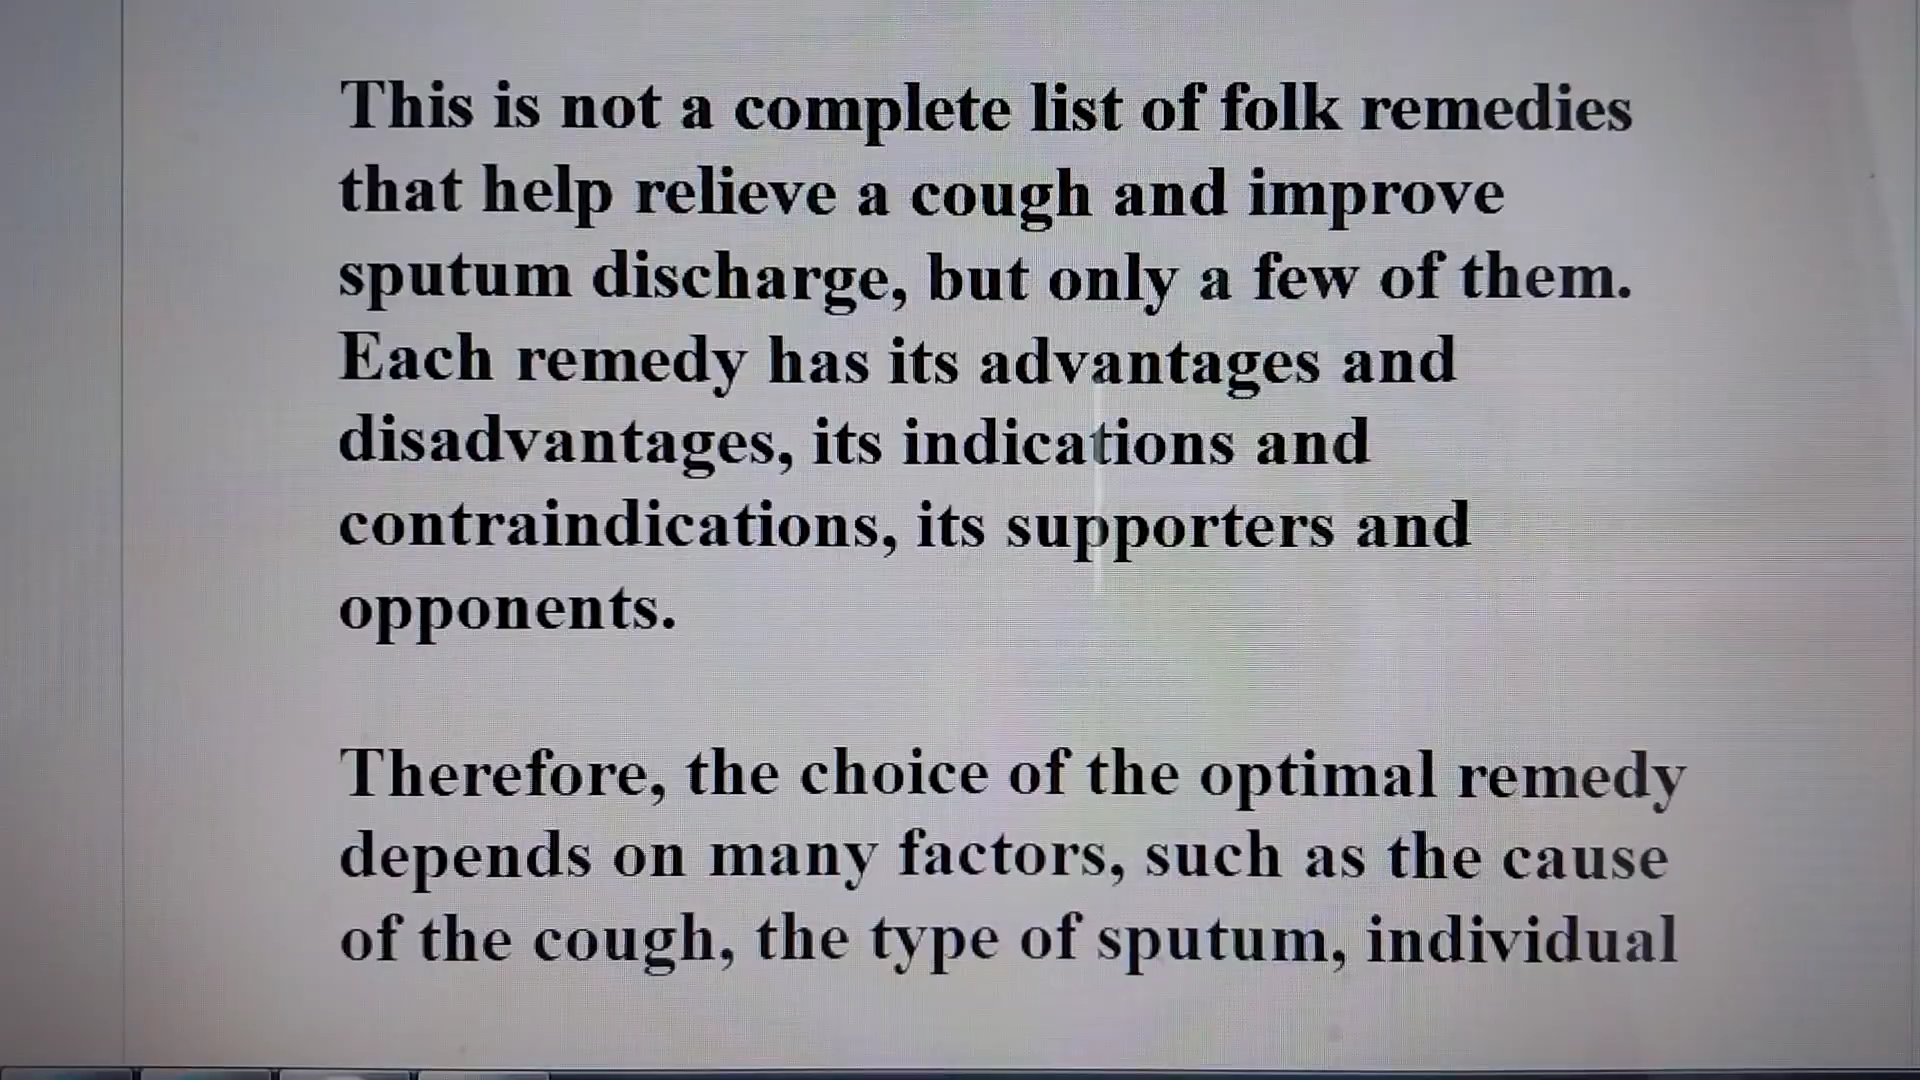 This is not a complete list of folk remedies
that help relieve a cough and improve
sputum discharge, but only a few of them.
Each remedy has its advantages and
disadvantages, its indications and
contraindications, its supporters and
opponents.
Therefore, the choice of the optimal remedy
depends on many factors, such as the cause
of the cough, the type of sputum, individual